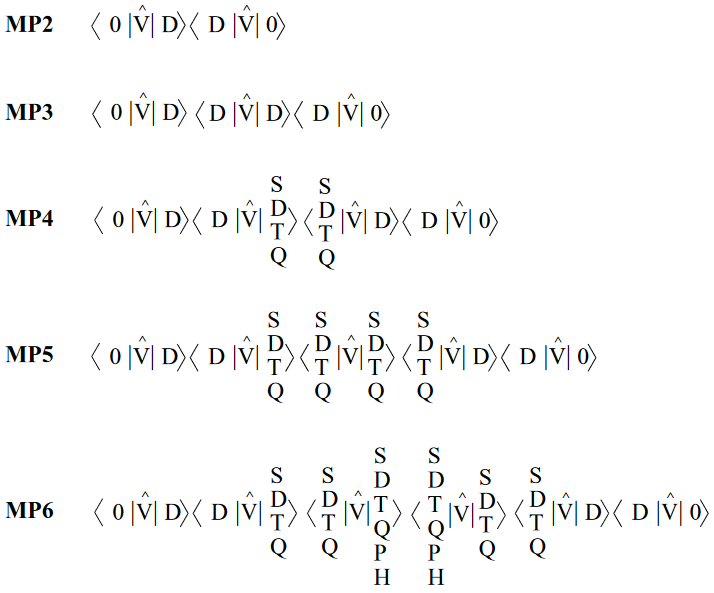 MP2 〈 0 |V̂| D〉〈 D |V̂| 0〉
MP3 〈 0 |V̂| D〉〈 D |V̂| D〉〈 D |V̂| 0〉
S S
MP4 〈 0 |V̂| D〉〈 D |V̂| D〉〈 D |V̂| D〉〈 D |V̂| 0〉
T T
Q Q
S S S S
MP5 〈 0 |V̂| D〉〈 D |V̂| D〉〈 D |V̂| D〉〈 D |V̂| D〉〈 D |V̂| 0〉
T T T T
Q Q Q Q
S S
S S D D S S
MP6 〈 0 |V̂| D〉〈 D |V̂| D〉〈 D |V̂| T〉〈 T |V̂| D〉〈 D |V̂| D〉〈 D |V̂| 0〉
T T Q Q T T
Q Q P P Q Q
H H